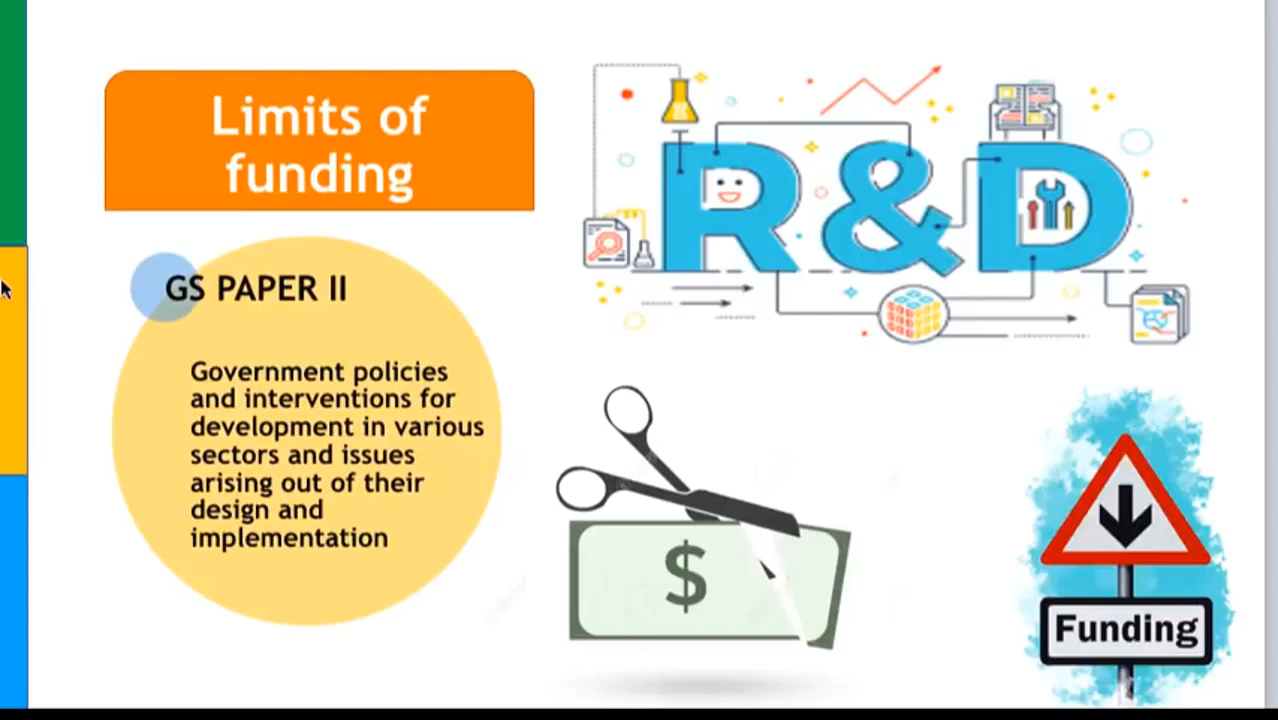 Limits of
funding
GS PAPER II
Government policies
and interventions for
development in various
sectors and issues
arising out of their
design and
implementation
R&D
$
Funding